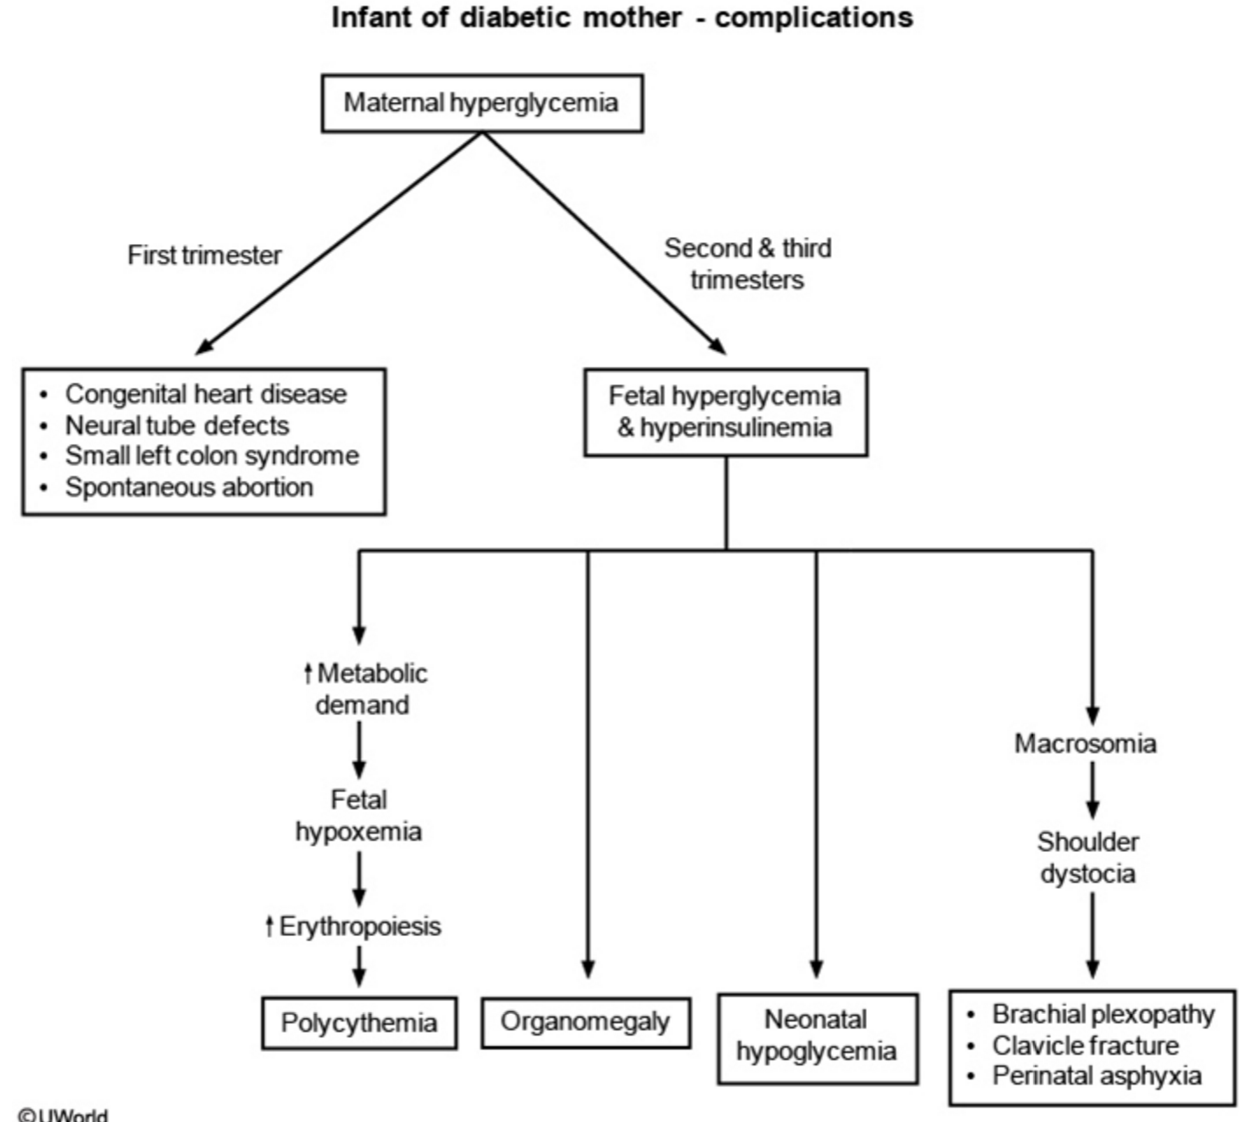 Infant of diabetic mother - complications
Maternal hyperglycemia
First trimester
Second & third
trimesters
• Congenital heart disease
• Neural tube defects
• Small left colon syndrome
• Spontaneous abortion
Fetal hyperglycemia
& hyperinsulinemia
↑ Metabolic
demand
Fetal
hypoxemia
↑ Erythropoiesis
Polycythemia
Organomegaly
Neonatal
hypoglycemia
Macrosomia
Shoulder
dystocia
• Brachial plexopathy
• Clavicle fracture
• Perinatal asphyxia
©UWorld